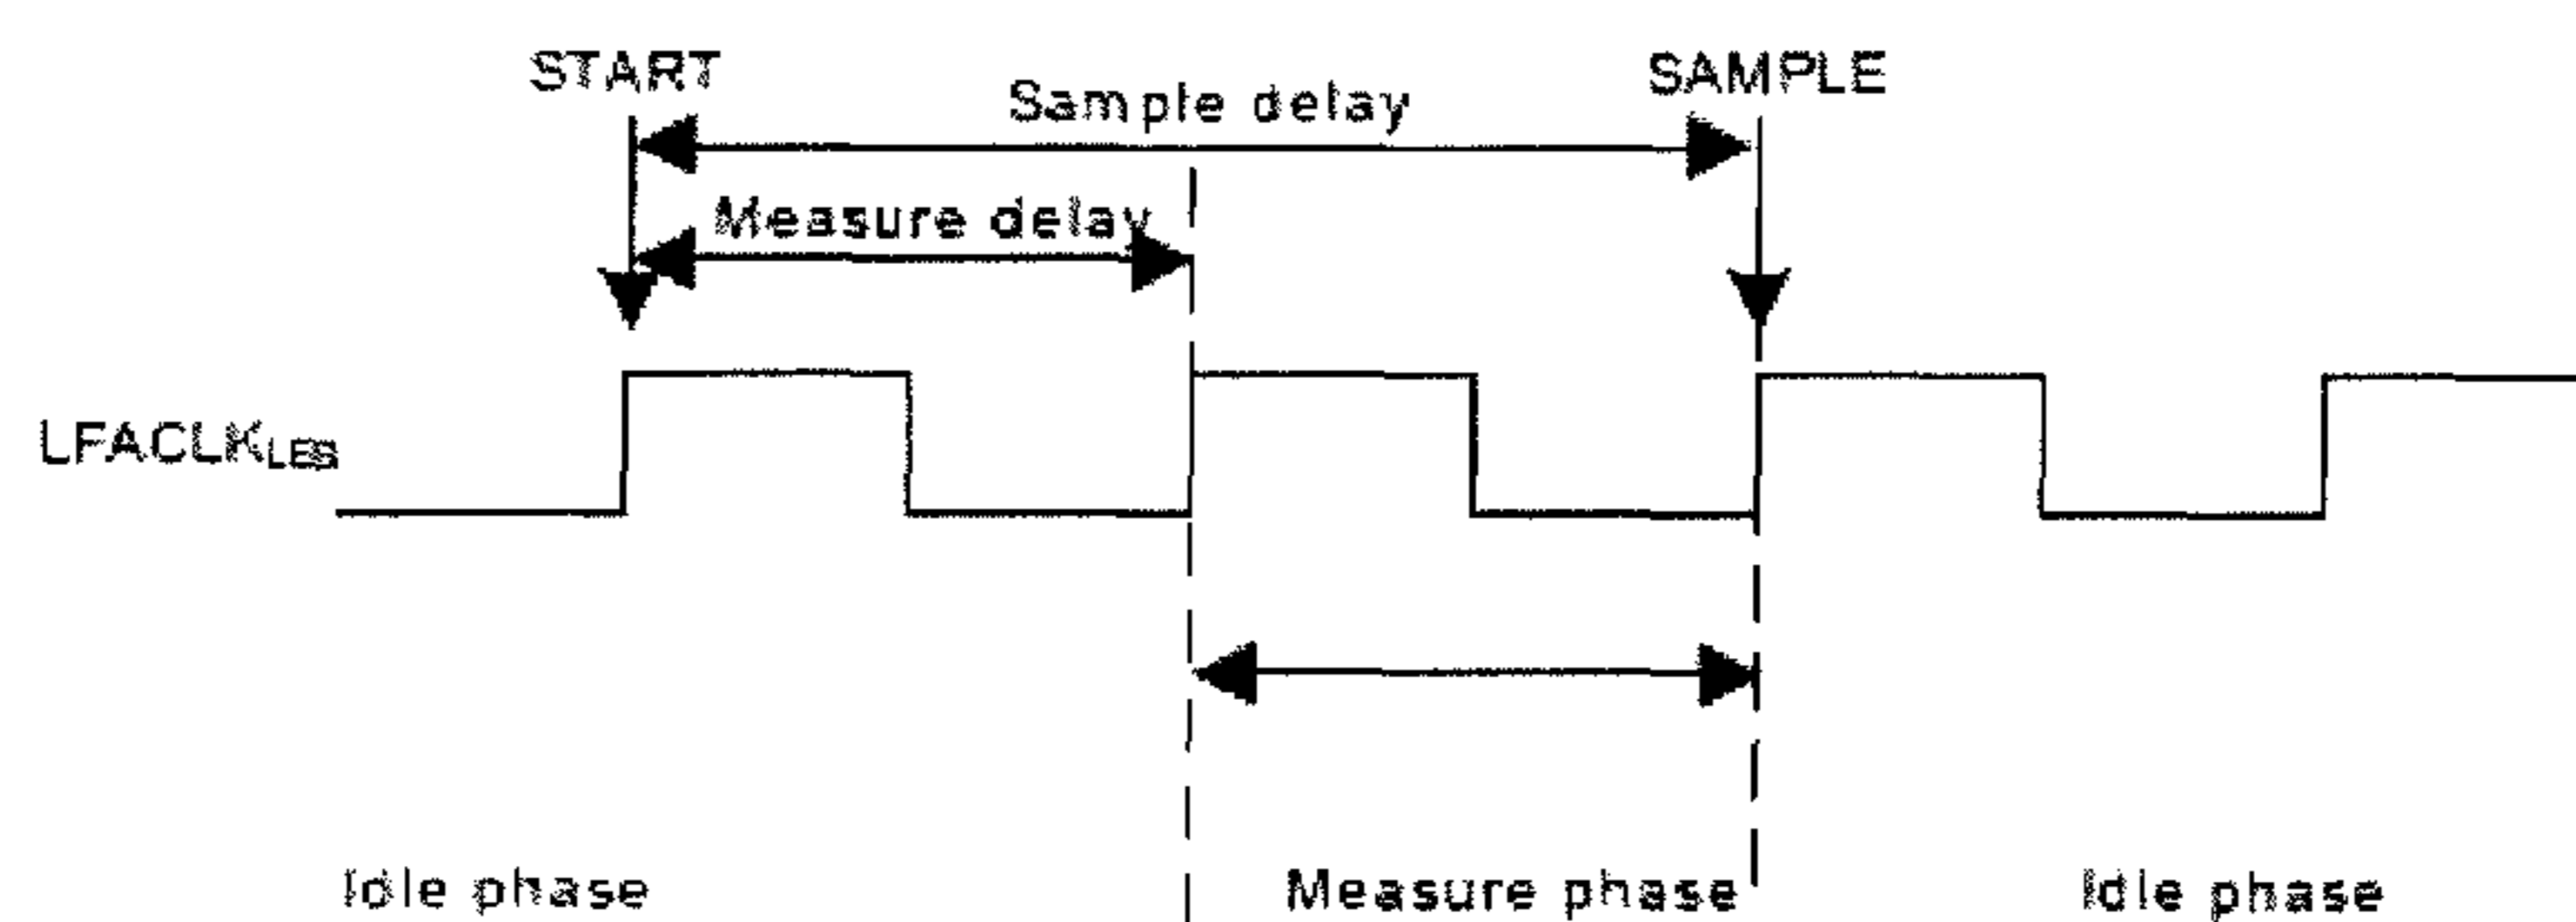 START
SAMPLE
Sample delay
Measure delay
LFACLKLES
Idle phase
Measure phase
Idle phase